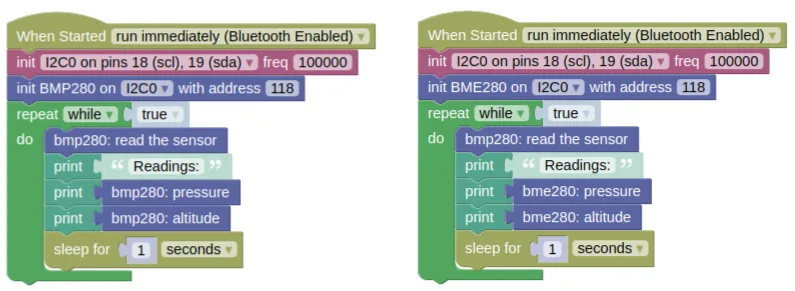 When Started run immediately (Bluetooth Enabled)
init I2C0 on pins 18 (scl), 19 (sda) freq 100000
init BMP280 on I2C0 with address 118
repeat while true
do bmp280: read the sensor
print “ Readings: ”
print bmp280: pressure
print bmp280: altitude
sleep for 1 seconds
When Started run immediately (Bluetooth Enabled)
init I2C0 on pins 18 (scl), 19 (sda) freq 100000
init BME280 on I2C0 with address 118
repeat while true
do bmp280: read the sensor
print “ Readings: ”
print bme280: pressure
print bme280: altitude
sleep for 1 seconds